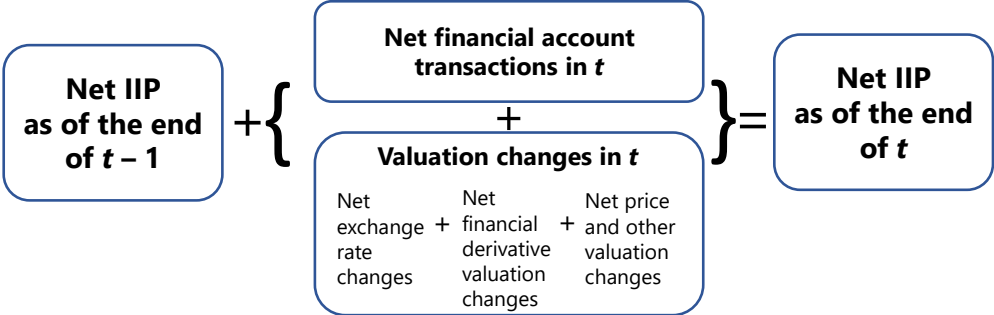 Net IIP
as of the end
of t – 1
+
{
Net financial account
transactions in t
+
Valuation changes in t
Net
exchange
rate
changes
+
Net
financial
derivative
valuation
changes
+
Net price
and other
valuation
changes
}
=
Net IIP
as of the end
of t